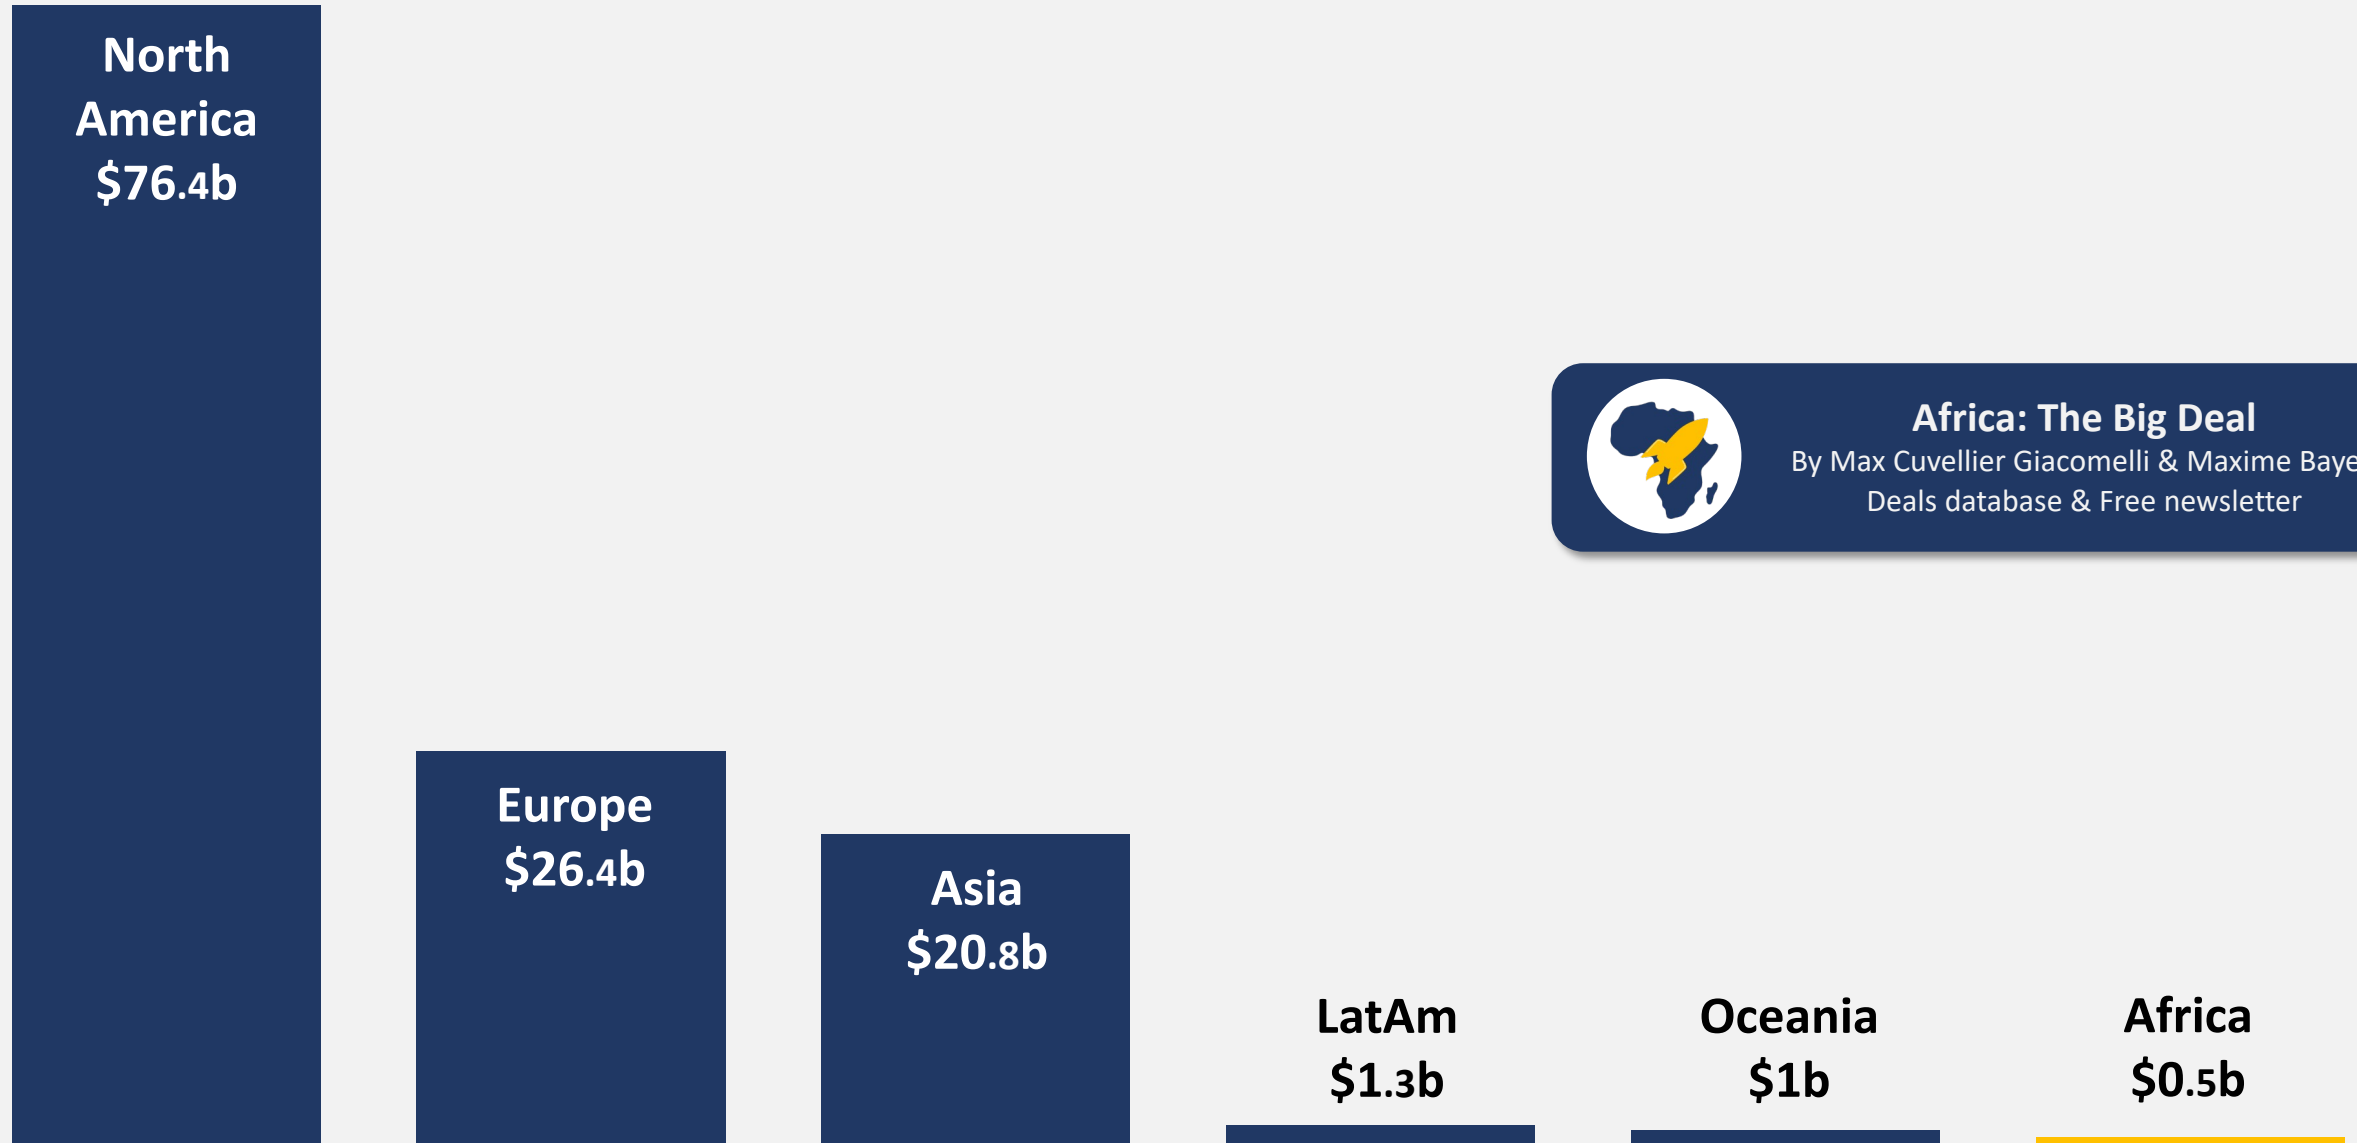 North
America
$76.4b
Africa: The Big Deal
By Max Cuvellier Giacomelli & Maxime Baye
Deals database & Free newsletter
Europe
$26.4b
Asia
$20.8b
LatAm
$1.3b
Oceania
$1b
Africa
$0.5b